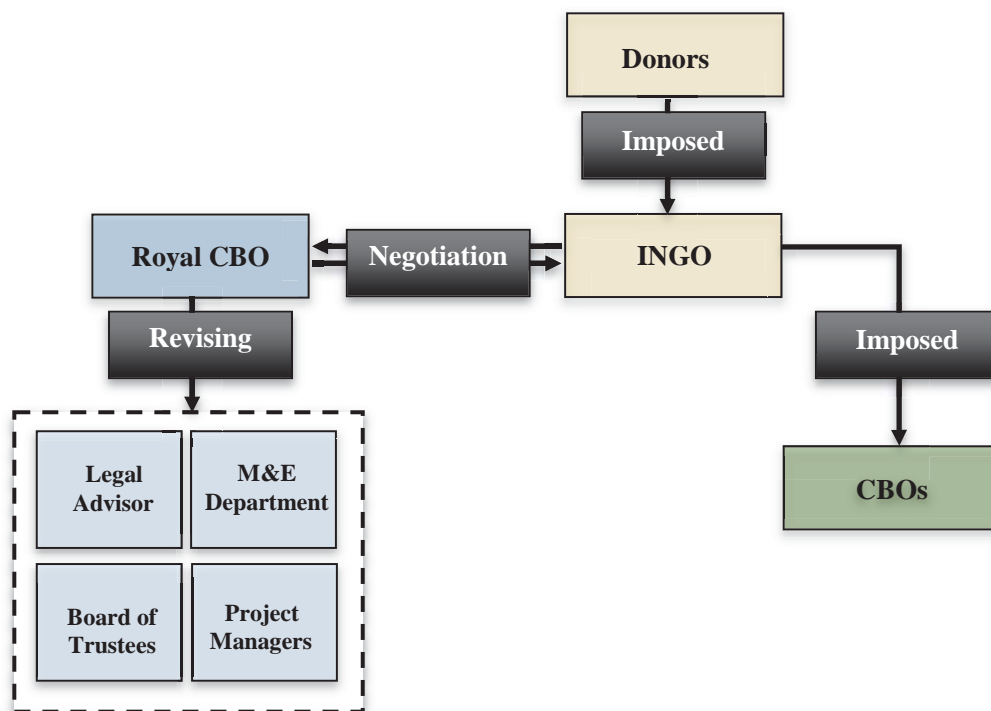 Donors
Imposed
Royal CBO
Negotiation
INGO
Revising
Imposed
Legal
Advisor
M&E
Department
CBOs
Board of
Trustees
Project
Managers